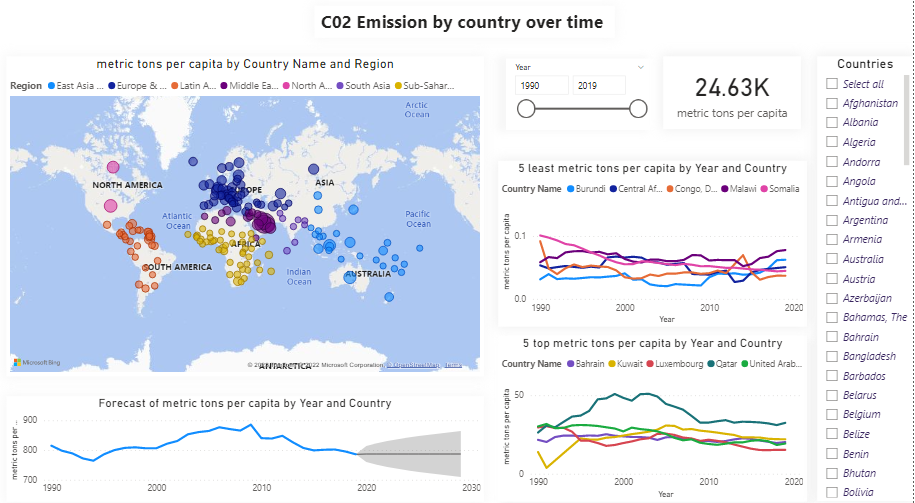 C02 Emission by country over time
metric tons per capita by Country Name and Region
Region East Asia ... Europe & ... Latin A... Middle Ea... North A... South Asia Sub-Sahar...
Arctic
Ocean
NORTH AMERICA
EUROPE
ASIA
Atlantic
Ocean
Pacific
Ocean
AFRICA
SOUTH AMERICA
Indian
Ocean
AUSTRALIA
ANTARCTICA
Microsoft Bing
Microsoft Corporation, © OpenStreetMap Terms
Forecast of metric tons per capita by Year and Country
metric tons per ...
900
800
700
1990 2000 2010 2020 2030
Year
1990 2019
24.63K
metric tons per capita
5 least metric tons per capita by Year and Country
Country Name Burundi Central Af... Congo, D... Malawi Somalia
metric tons per capita
0.1
0.0
1990 2000 2010 2020
Year
5 top metric tons per capita by Year and Country
Country Name Bahrain Kuwait Luxembourg Qatar United Arab...
metric tons per capita
50
0
1990 2000 2010 2020
Year
Countries
Select all
Afghanistan
Albania
Algeria
Andorra
Angola
Antigua and...
Argentina
Armenia
Australia
Austria
Azerbaijan
Bahamas, The
Bahrain
Bangladesh
Barbados
Belarus
Belgium
Belize
Benin
Bhutan
Bolivia